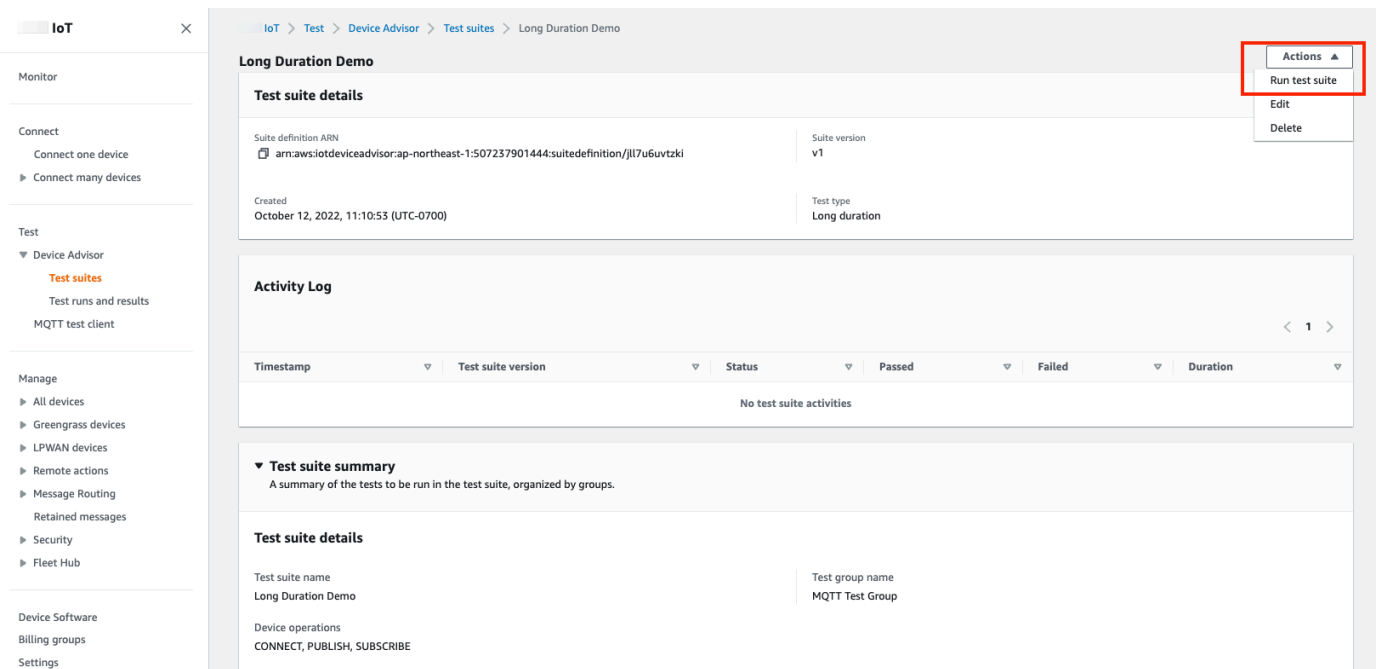 IoT
IoT > Test > Device Advisor > Test suites > Long Duration Demo
Monitor
Connect
Connect one device
Connect many devices
Test
Device Advisor
Test suites
Test runs and results
MQTT test client
Manage
All devices
Greengrass devices
LPWAN devices
Remote actions
Message Routing
Retained messages
Security
Fleet Hub
Device Software
Billing groups
Settings
Long Duration Demo
Actions
Run test suite
Edit
Delete
Test suite details
Suite definition ARN
arn:aws:iotdeviceadvisor:ap-northeast-1:507237901444:suitedefinition/jll7u6uvtzki
Suite version
v1
Created
October 12, 2022, 11:10:53 (UTC-0700)
Test type
Long duration
Activity Log
< 1 >
Timestamp Test suite version Status Passed Failed Duration
No test suite activities
Test suite summary
A summary of the tests to be run in the test suite, organized by groups.
Test suite details
Test suite name
Long Duration Demo
Test group name
MQTT Test Group
Device operations
CONNECT, PUBLISH, SUBSCRIBE